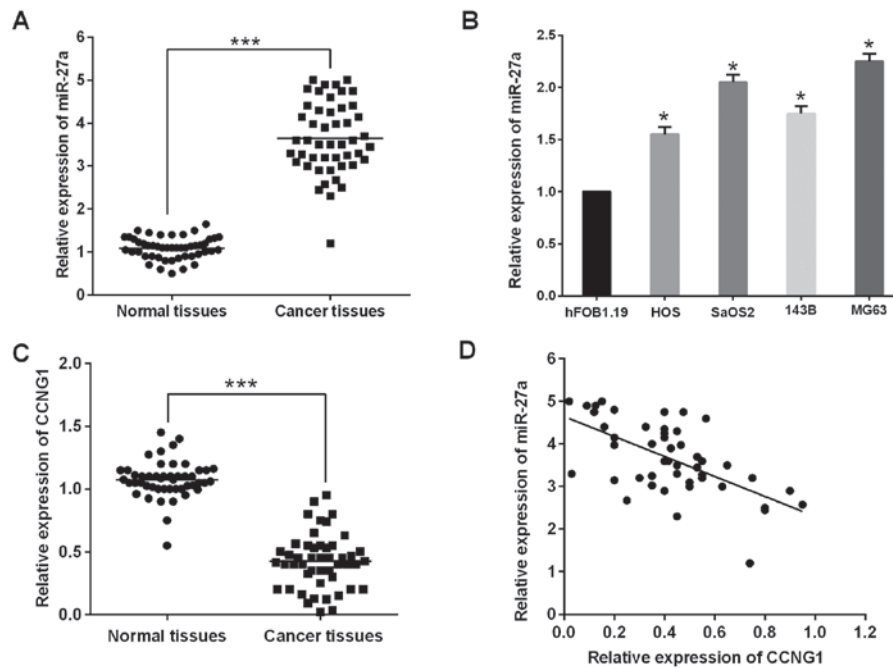 A
Relative expression of miR-27a
6
5
4
3
2
1
0
***
Normal tissues
Cancer tissues
B
Relative expression of miR-27a
2.5
2.0
1.5
1.0
0.5
0.0
*
*
*
*
hFOB1.19
HOS
SaOS2
143B
MG63
C
Relative expression of CCNG1
2.0
1.5
1.0
0.5
0.0
***
Normal tissues
Cancer tissues
D
Relative expression of miR-27a
6
5
4
3
2
1
0
0.0 0.2 0.4 0.6 0.8 1.0 1.2
Relative expression of CCNG1